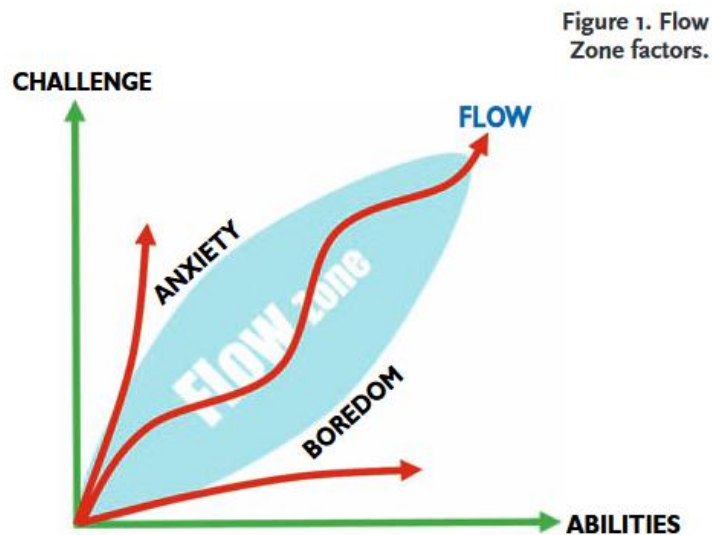 Figure 1. Flow
Zone factors.
CHALLENGE
FLOW
ANXIETY
Flow zone
BOREDOM
ABILITIES